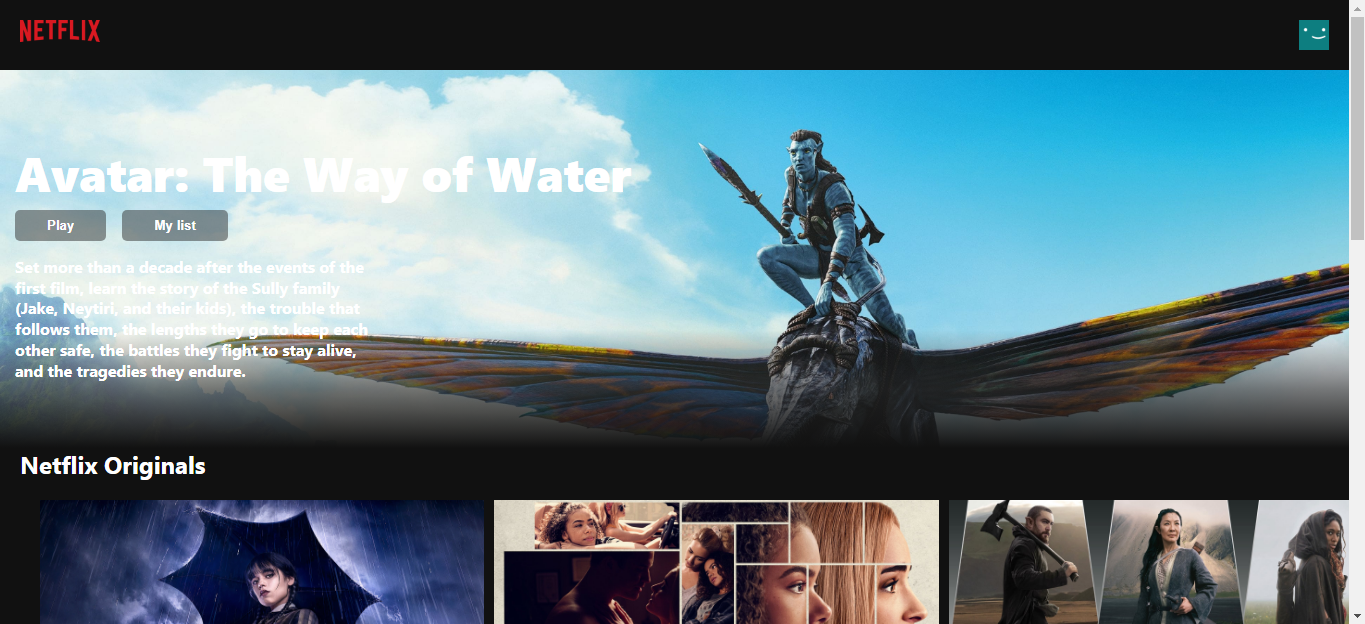 NETFLIX
Avatar: The Way of Water
Play
My list
Set more than a decade after the events of the
first film, learn the story of the Sully family
(Jake, Neytiri, and their kids), the trouble that
follows them, the lengths they go to keep each
other safe, the battles they fight to stay alive,
and the tragedies they endure.
Netflix Originals